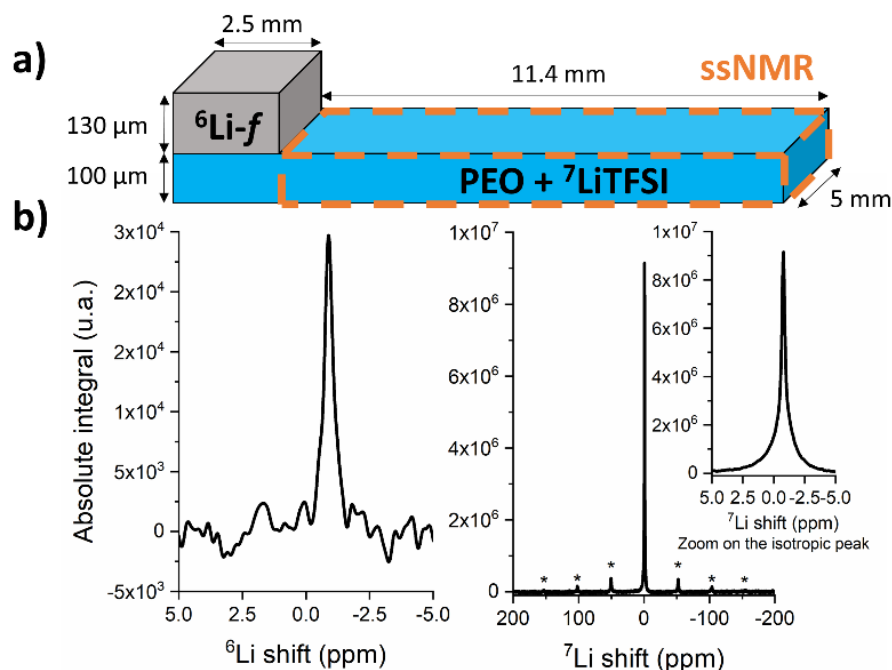 a)
2.5 mm
11.4 mm
ssNMR
130 µm
⁶Li-f
100 µm
PEO + ⁷LiTFSI
5 mm
b)
Absolute integral (u.a.)
3x10⁴
2x10⁴
2x10⁴
1x10⁴
5x10³
0
-5x10³
5.0 2.5 0.0 -2.5 -5.0
⁶Li shift (ppm)
1x10⁷
8x10⁶
6x10⁶
4x10⁶
2x10⁶
0
* * * * * *
200 100 0 -100 -200
⁷Li shift (ppm)
1x10⁷
8x10⁶
6x10⁶
4x10⁶
2x10⁶
0
5.0 2.5 0.0 -2.5 -5.0
⁷Li shift (ppm)
Zoom on the isotropic peak